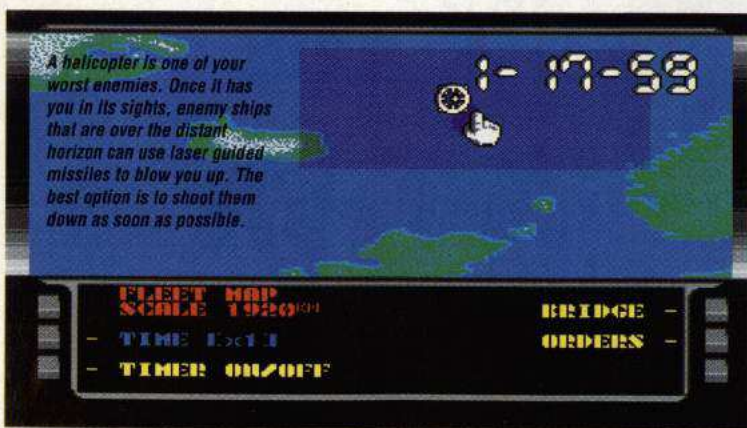 A helicopter is one of your
worst enemies. Once it has
you in its sights, enemy ships
that are over the distant
horizon can use laser guided
missiles to blow you up. The
best option is to shoot them
down as soon as possible.
1-17-59
FLEET MAP
SCALE 1920KM
BRIDGE -
- TIME [x1]
ORDERS -
- TIMER ON/OFF